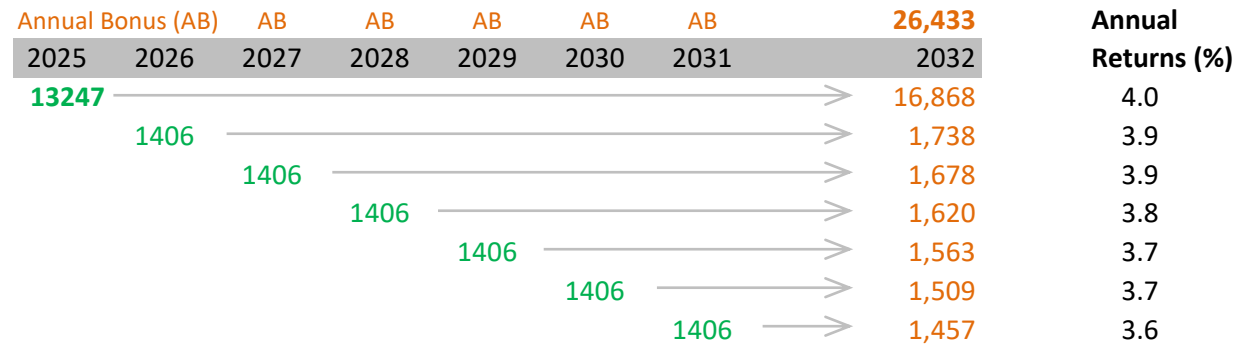 Annual Bonus (AB) AB AB AB AB AB 26,433 Annual
2025 2026 2027 2028 2029 2030 2031 2032 Returns (%)
13247 16,868 4.0
1406 1,738 3.9
1406 1,678 3.9
1406 1,620 3.8
1406 1,563 3.7
1406 1,509 3.7
1406 1,457 3.6